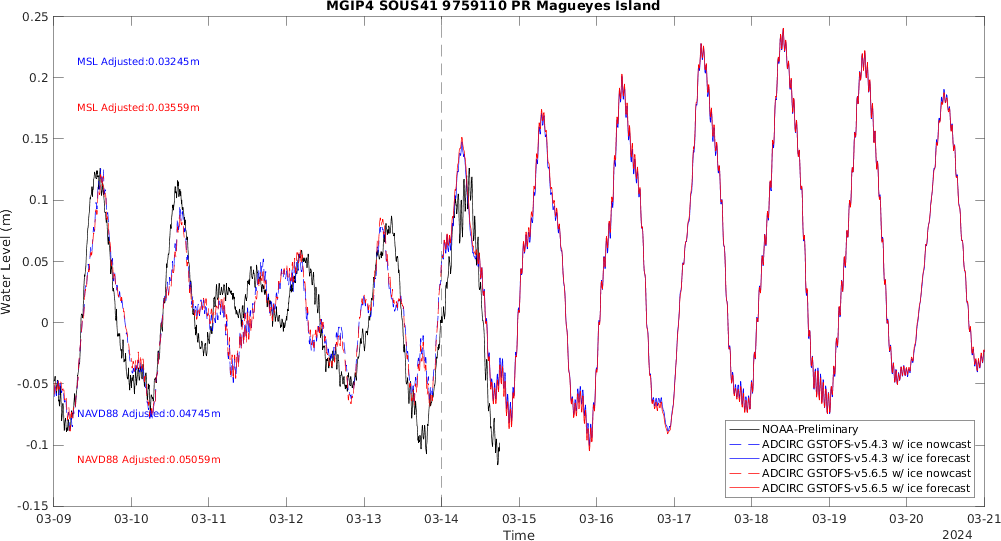 MGIP4 SOUS41 9759110 PR Magueyes Island
0.25
MSL Adjusted:0.03245m
0.2
MSL Adjusted:0.03559m
0.15
0.1
0.05
Water Level (m)
0
-0.05
NAVD88 Adjusted:0.04745m
-0.1
NAVD88 Adjusted:0.05059m
-0.15
NOAA-Preliminary
ADCIRC GSTOFS-v5.4.3 w/ ice nowcast
ADCIRC GSTOFS-v5.4.3 w/ ice forecast
ADCIRC GSTOFS-v5.6.5 w/ ice nowcast
ADCIRC GSTOFS-v5.6.5 w/ ice forecast
03-09 03-10 03-11 03-12 03-13 03-14 03-15 03-16 03-17 03-18 03-19 03-20 03-21
Time
2024